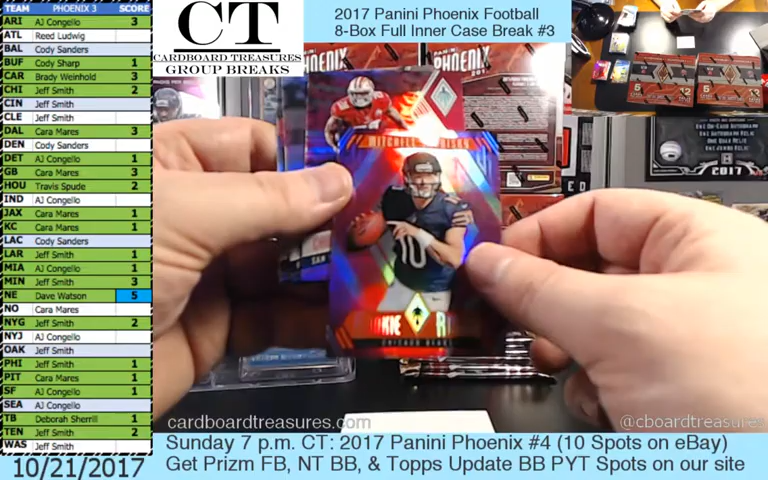 TEAM PHOENIX 3 SCORE
ARI AJ Congello 3
ATL Reed Ludwig
BAL Cody Sanders
BUF Cody Sharp 1
CAR Brady Weinhold 3
CHI Jeff Smith 2
CIN Jeff Smith
CLE Jeff Smith
DAL Cara Mares 3
DEN Cody Sanders
DET AJ Congello 1
GB Cara Mares 3
HOU Travis Spude 2
IND AJ Congello
JAX Cara Mares 1
KC Cara Mares 1
LAC Cody Sanders
LAR Jeff Smith 1
MIA AJ Congello 1
MIN Jeff Smith 3
NE Dave Watson 5
NO Cara Mares
NYG Jeff Smith 2
NYJ AJ Congello
OAK Jeff Smith
PHI Jeff Smith 1
PIT Cara Mares 1
SF AJ Congello 1
SEA AJ Congello
TB Deborah Sherrill 1
TEN Jeff Smith 2
WAS Jeff Smith
10/21/2017
CT
CARDBOARD TREASURES
GROUP BREAKS
2017 Panini Phoenix Football
8-Box Full Inner Case Break #3
PHOENIX
MITCHELL
10
ROOKIE
CHICAGO BEARS
2017
cardboardtreasures.com
@cboardtreasures
Sunday 7 p.m. CT: 2017 Panini Phoenix #4 (10 Spots on eBay)
Get Prizm FB, NT BB, & Topps Update BB PYT Spots on our site